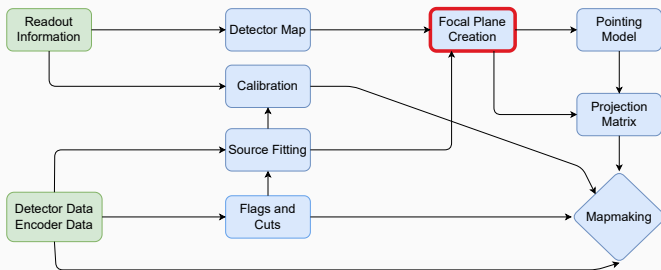 Readout
Information
Detector Map
Focal Plane
Creation
Pointing
Model
Calibration
Projection
Matrix
Source Fitting
Detector Data
Encoder Data
Flags and
Cuts
Mapmaking